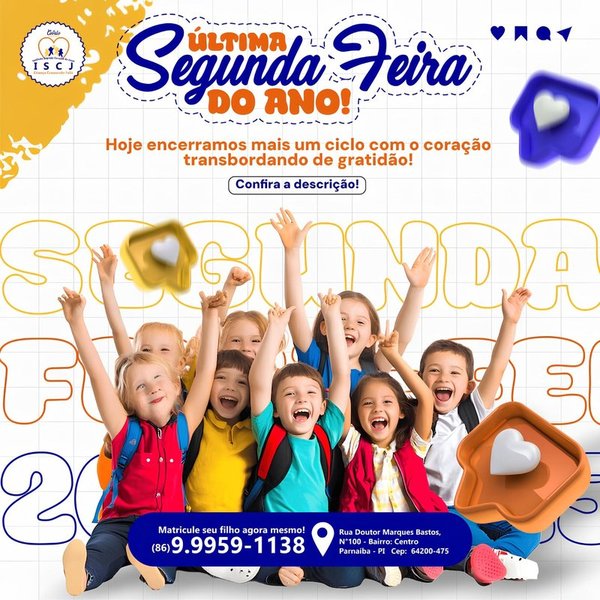 ISCJ
ÚLTIMA
Segunda Feira
DO ANO!
Hoje encerramos mais um ciclo com o coração
transbordando de gratidão!
Confira a descrição!
SEGUNDA
Matricule seu filho agora mesmo!
(86)9.9959-1138
Rua Doutor Marques Bastos,
N°100 - Bairro: Centro
Parnaiba - PI Cep: 64200-475